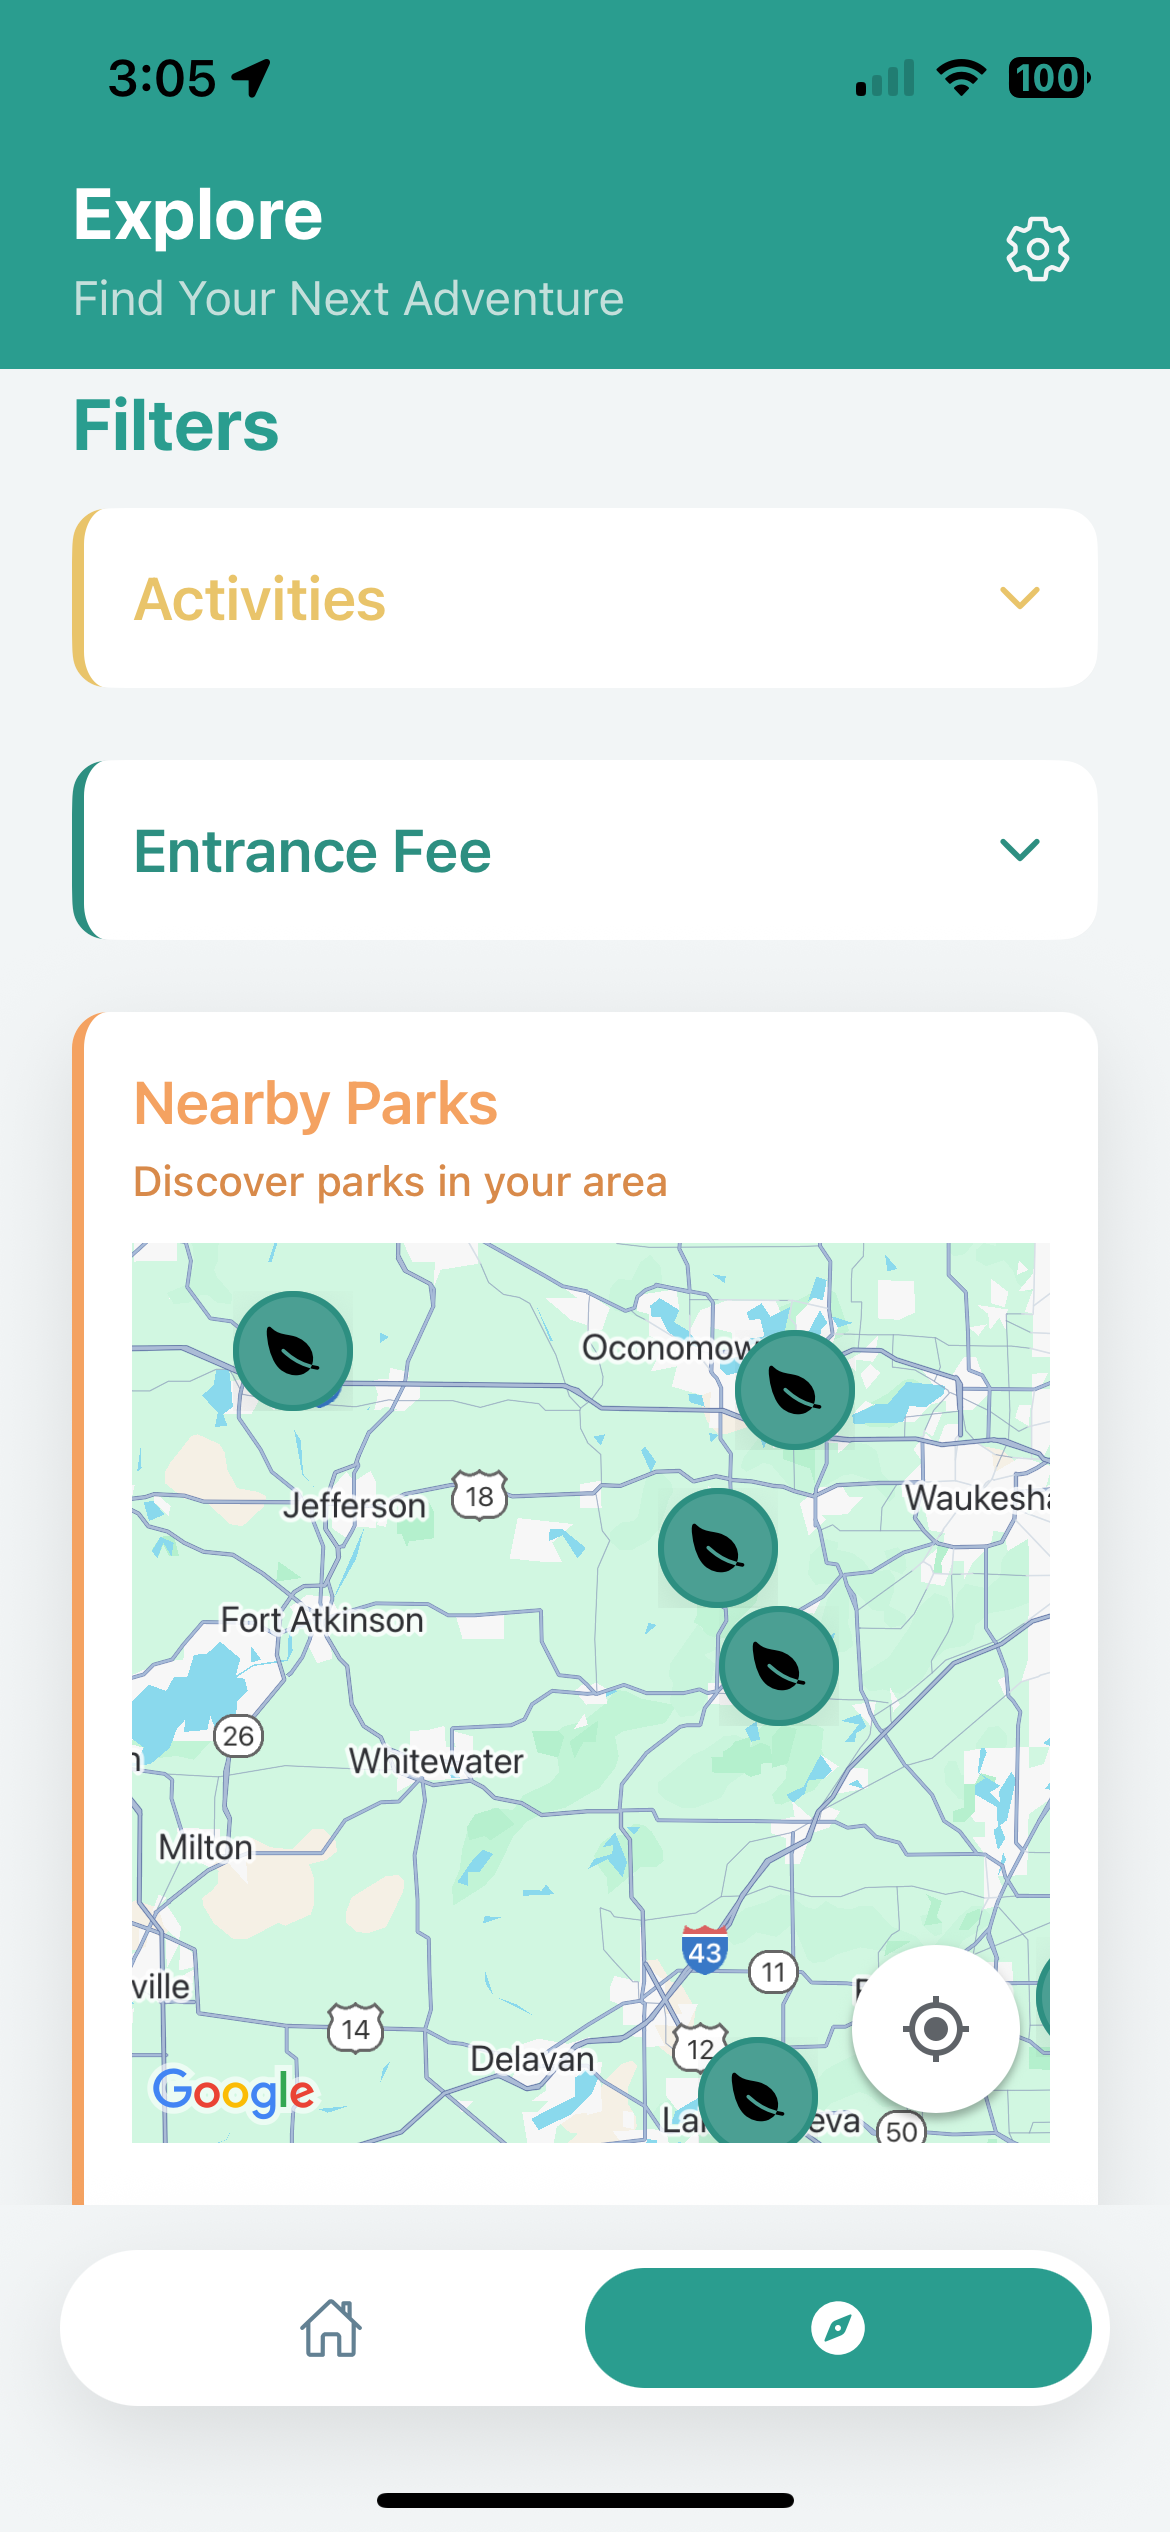 3:05
100
Explore
Find Your Next Adventure
Filters
Activities
Entrance Fee
Nearby Parks
Discover parks in your area
Oconomow
Waukesha
Jefferson
18
Fort Atkinson
26
Whitewater
Milton
43
11
ville
14
12
Delavan
Google
La
eva
50